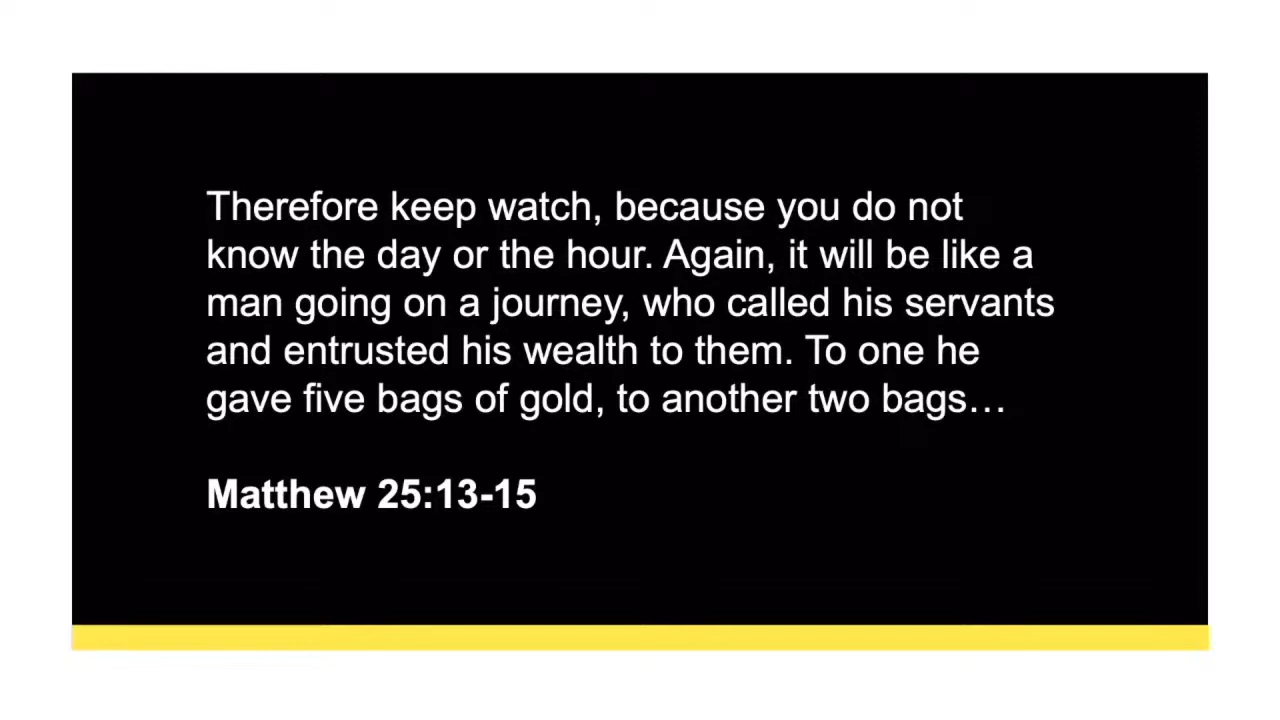 Therefore keep watch, because you do not
know the day or the hour. Again, it will be like a
man going on a journey, who called his servants
and entrusted his wealth to them. To one he
gave five bags of gold, to another two bags…
Matthew 25:13-15